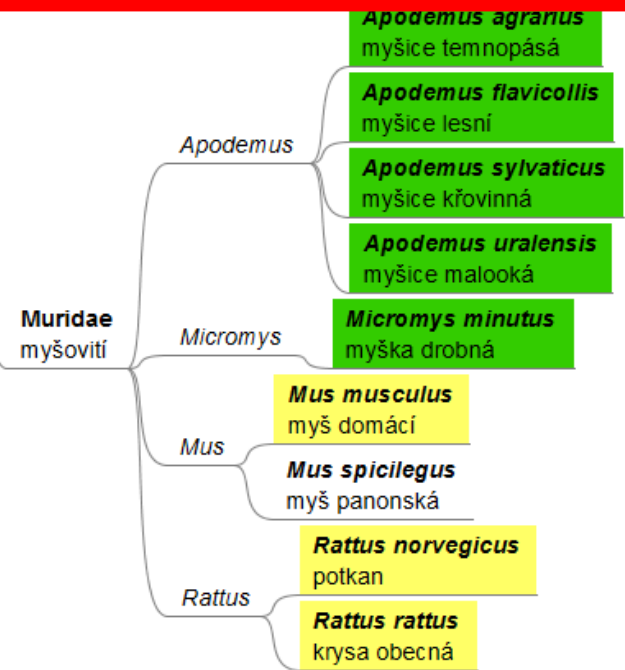 Apodemus agrarius
myšice temnopásá
Apodemus flavicollis
myšice lesní
Apodemus
Apodemus sylvaticus
myšice křovinná
Apodemus uralensis
myšice malooká
Muridae
myšovití
Micromys
Micromys minutus
myška drobná
Mus
Mus musculus
myš domácí
Mus spicilegus
myš panonská
Rattus
Rattus norvegicus
potkan
Rattus rattus
krysa obecná